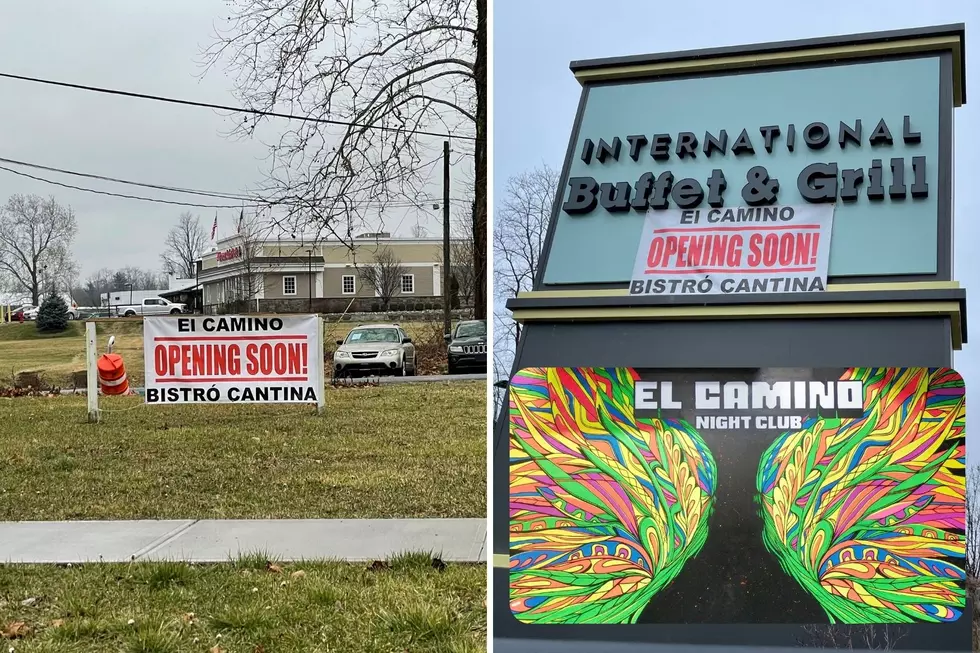 El CAMINO
OPENING SOON!
BISTRÓ CANTINA
INTERNATIONAL
Buffet & Grill
EL CAMINO
OPENING SOON!
BISTRÓ CANTINA
EL CAMINO
NIGHT CLUB